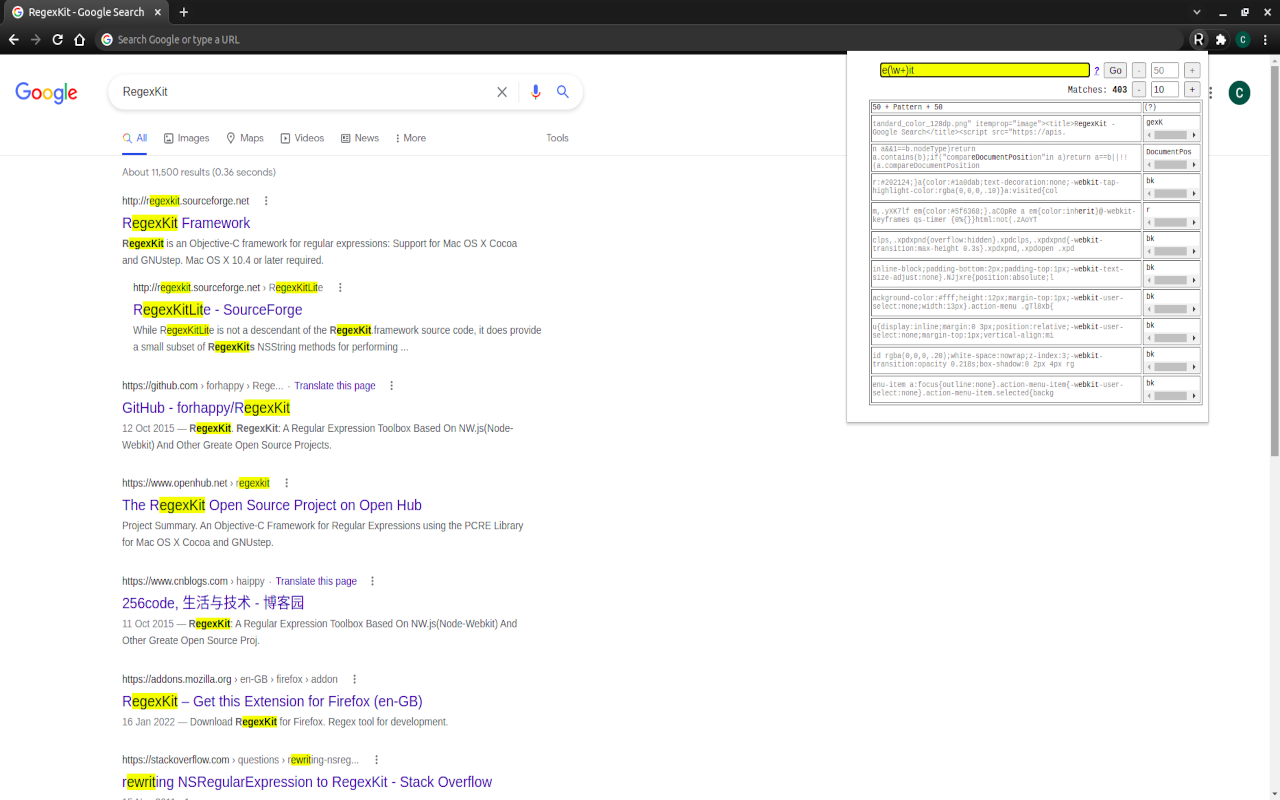 RegexKit - Google Search
Search Google or type a URL
R
C
Google
RegexKit
All
Images
Maps
Videos
News
More
Tools
About 11,500 results (0.36 seconds)
http://regexkit.sourceforge.net
RegexKit Framework
RegexKit is an Objective-C framework for regular expressions: Support for Mac OS X Cocoa
and GNUstep. Mac OS X 10.4 or later required.
http://regexkit.sourceforge.net › RegexKitLite
RegexKitLite - SourceForge
While RegexKitLite is not a descendant of the RegexKit.framework source code, it does provide
a small subset of RegexKits NSString methods for performing ...
https://github.com › forhappy › Rege... · Translate this page
GitHub - forhappy/RegexKit
12 Oct 2015 — RegexKit. RegexKit: A Regular Expression Toolbox Based On NW.js(Node-
Webkit) And Other Greate Open Source Projects.
https://www.openhub.net › regexkit
The RegexKit Open Source Project on Open Hub
Project Summary. An Objective-C Framework for Regular Expressions using the PCRE Library
for Mac OS X Cocoa and GNUstep.
https://www.cnblogs.com › haippy · Translate this page
256code, 生活与技术 - 博客园
11 Oct 2015 — RegexKit: A Regular Expression Toolbox Based On NW.js(Node-Webkit) And
Other Greate Open Source Proj.
https://addons.mozilla.org › en-GB › firefox › addon
RegexKit – Get this Extension for Firefox (en-GB)
16 Jan 2022 — Download RegexKit for Firefox. Regex tool for development.
https://stackoverflow.com › questions › rewriting-nsreg...
rewriting NSRegularExpression to RegexKit - Stack Overflow
e(\w+)it
? Go - 50 +
Matches: 403 - 10 +
50 + Pattern + 50
(?)
tandard_color_128dp.png" itemprop="image"><title>RegexKit -
Google Search</title><script src="https://apis.
gexK
n a&&1==b.nodeType)return
a.contains(b);if("compareDocumentPosition"in a)return a==b||!!
(a.compareDocumentPosition
DocumentPos
r:#202124;}a{color:#1a0dab;text-decoration:none;-webkit-tap-
highlight-color:rgba(0,0,0,.10)}a:visited{col
bk
m,.yXK7lf em{color:#5f6368;}.aCOpRe a em{color:inherit}@-webkit-
keyframes qs-timer {0%{}}html:not(.zAoYT
r
clps,.xpdxpnd{overflow:hidden}.xpdclps,.xpdxpnd{-webkit-
transition:max-height 0.3s}.xpdxpnd,.xpdopen .xpd
bk
inline-block;padding-bottom:2px;padding-top:1px;-webkit-text-
size-adjust:none}.NJjxre{position:absolute;l
bk
ackground-color:#fff;height:12px;margin-top:1px;-webkit-user-
select:none;width:13px}.action-menu .gTl8xb{
bk
u{display:inline;margin:0 3px;position:relative;-webkit-user-
select:none;margin-top:1px;vertical-align:mi
bk
id rgba(0,0,0,.20);white-space:nowrap;z-index:3;-webkit-
transition:opacity 0.218s;box-shadow:0 2px 4px rg
bk
enu-item a:focus{outline:none}.action-menu-item{-webkit-user-
select:none}.action-menu-item.selected{backg
bk